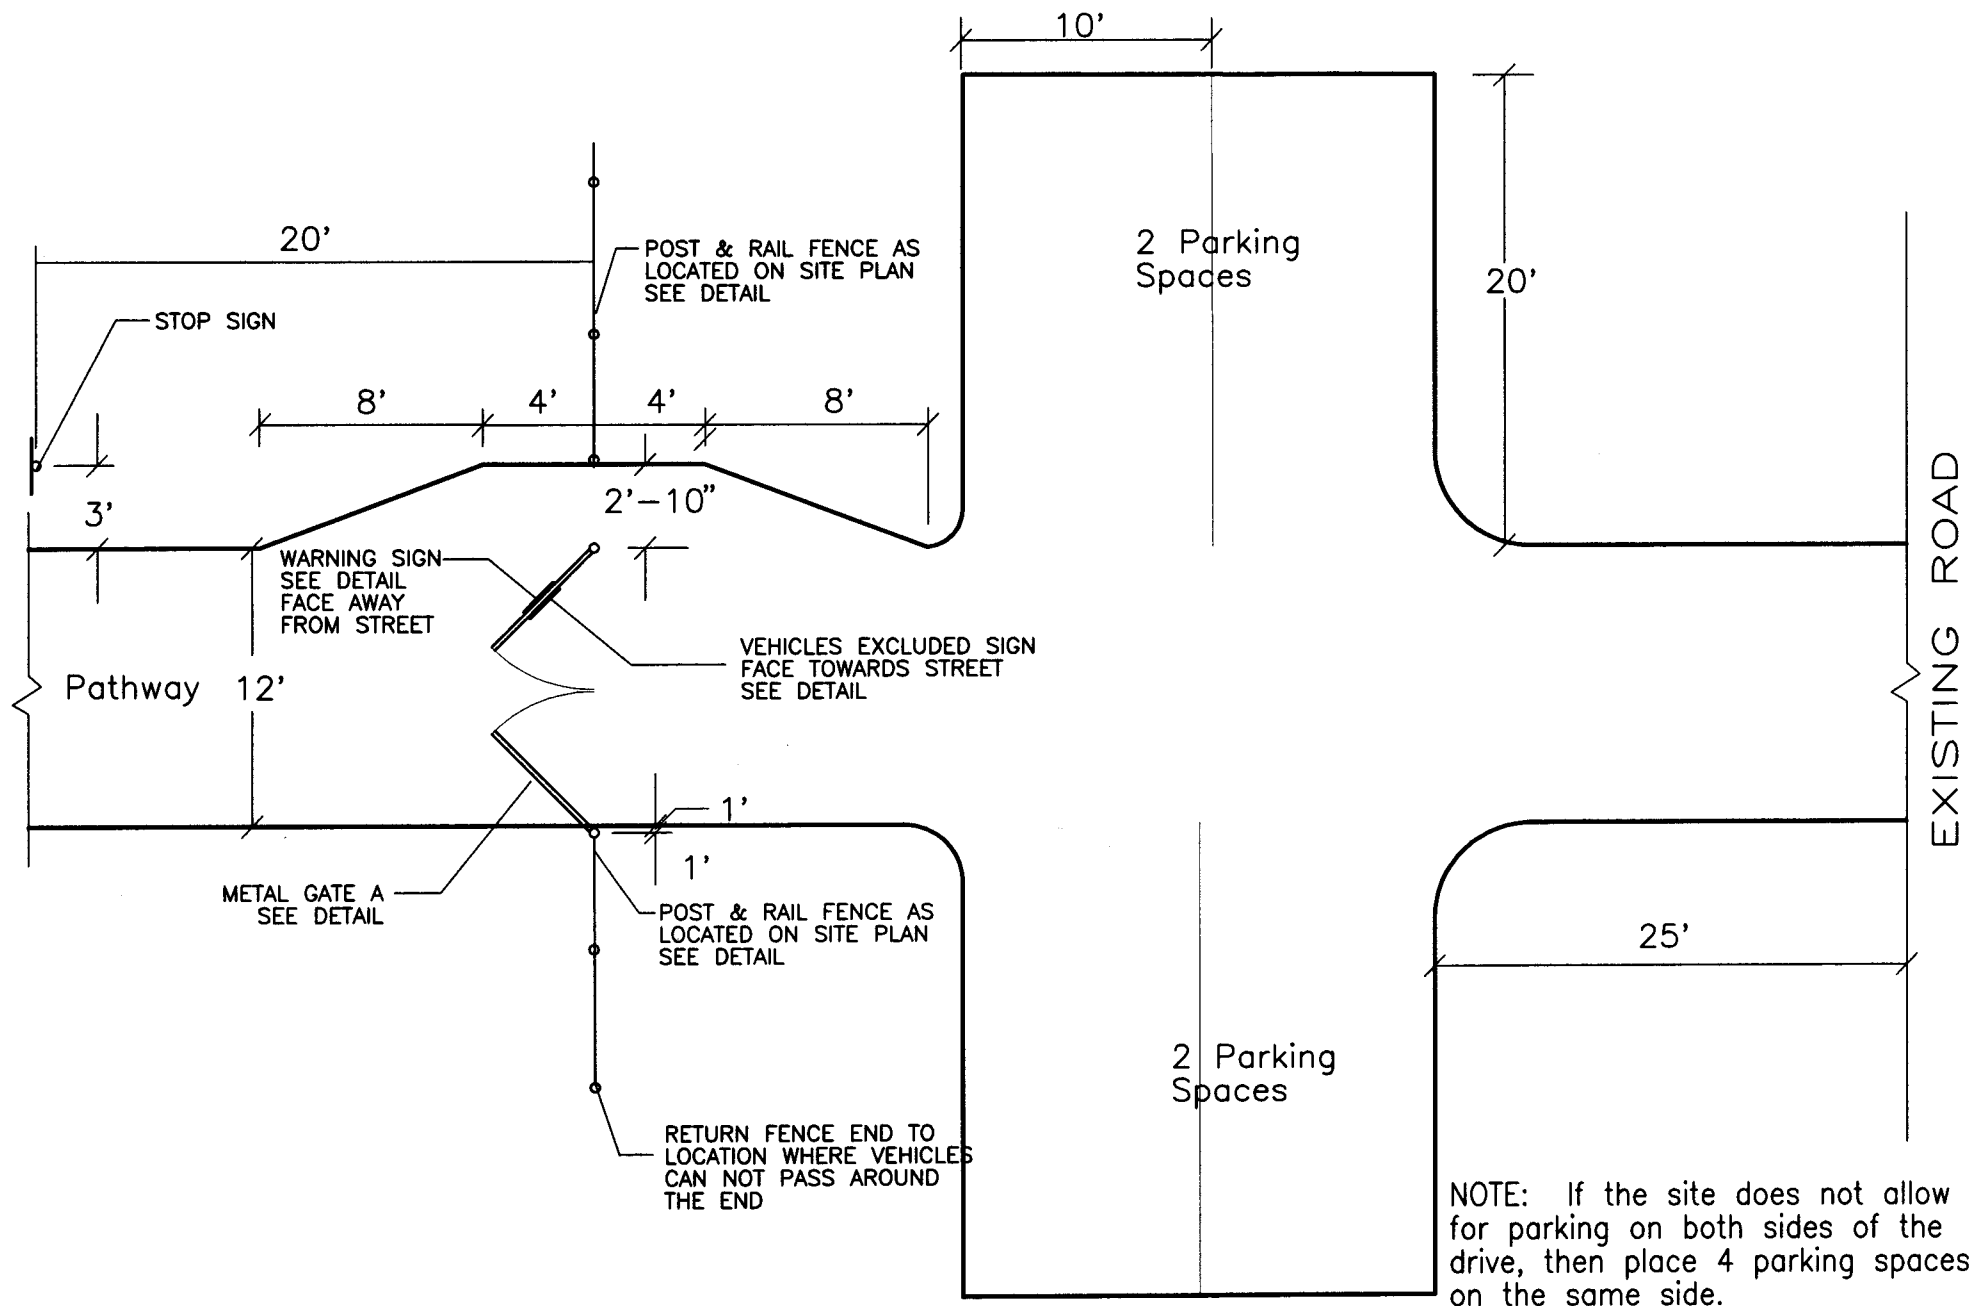 10'
20'
POST & RAIL FENCE AS
LOCATED ON SITE PLAN
SEE DETAIL
2 Parking
Spaces
20'
STOP SIGN
8'
4'
4'
8'
3'
2'-10"
WARNING SIGN
SEE DETAIL
FACE AWAY
FROM STREET
VEHICLES EXCLUDED SIGN
FACE TOWARDS STREET
SEE DETAIL
Pathway
12'
EXISTING ROAD
1'
1'
METAL GATE A
SEE DETAIL
POST & RAIL FENCE AS
LOCATED ON SITE PLAN
SEE DETAIL
25'
2 Parking
Spaces
RETURN FENCE END TO
LOCATION WHERE VEHICLES
CAN NOT PASS AROUND
THE END
NOTE: If the site does not allow
for parking on both sides of the
drive, then place 4 parking spaces
on the same side.